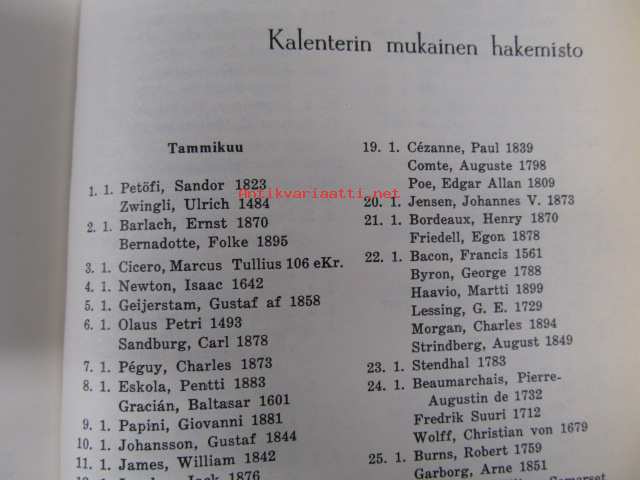 Kalenterin mukainen hakemisto
Tammikuu
1. 1. Petöfi, Sandor 1823
Zwingli, Ulrich 1484
2. 1. Barlach, Ernst 1870
Bernadotte, Folke 1895
3. 1. Cicero, Marcus Tullius 106 eKr.
4. 1. Newton, Isaac 1642
5. 1. Geijerstam, Gustaf af 1858
6. 1. Olaus Petri 1493
Sandburg, Carl 1878
7. 1. Péguy, Charles 1873
8. 1. Eskola, Pentti 1883
Gracián, Baltasar 1601
9. 1. Papini, Giovanni 1881
10. 1. Johansson, Gustaf 1844
11. 1. James, William 1842
Jack 1876
19. 1. Cézanne, Paul 1839
Comte, Auguste 1798
Poe, Edgar Allan 1809
20. 1. Jensen, Johannes V. 1873
21. 1. Bordeaux, Henry 1870
Friedell, Egon 1878
22. 1. Bacon, Francis 1561
Byron, George 1788
Haavio, Martti 1899
Lessing, G. E. 1729
Morgan, Charles 1894
Strindberg, August 1849
23. 1. Stendhal 1783
24. 1. Beaumarchais, Pierre-
Augustin de 1732
Fredrik Suuri 1712
Wolff, Christian von 1679
25. 1. Burns, Robert 1759
Garborg, Arne 1851
Somerset
Antikvariaatti.net